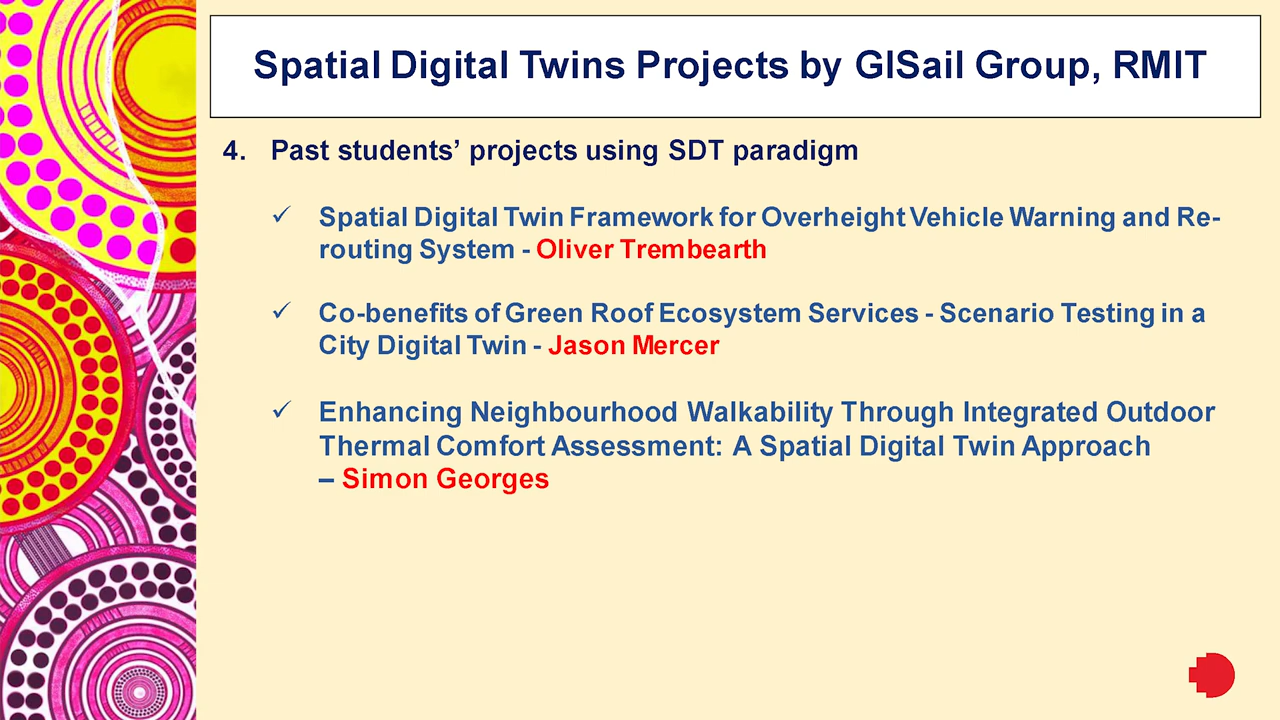 Spatial Digital Twins Projects by GISail Group, RMIT
4. Past students’ projects using SDT paradigm
✓ Spatial Digital Twin Framework for Overheight Vehicle Warning and Re-
routing System - Oliver Trembearth
✓ Co-benefits of Green Roof Ecosystem Services - Scenario Testing in a
City Digital Twin - Jason Mercer
✓ Enhancing Neighbourhood Walkability Through Integrated Outdoor
Thermal Comfort Assessment: A Spatial Digital Twin Approach
– Simon Georges